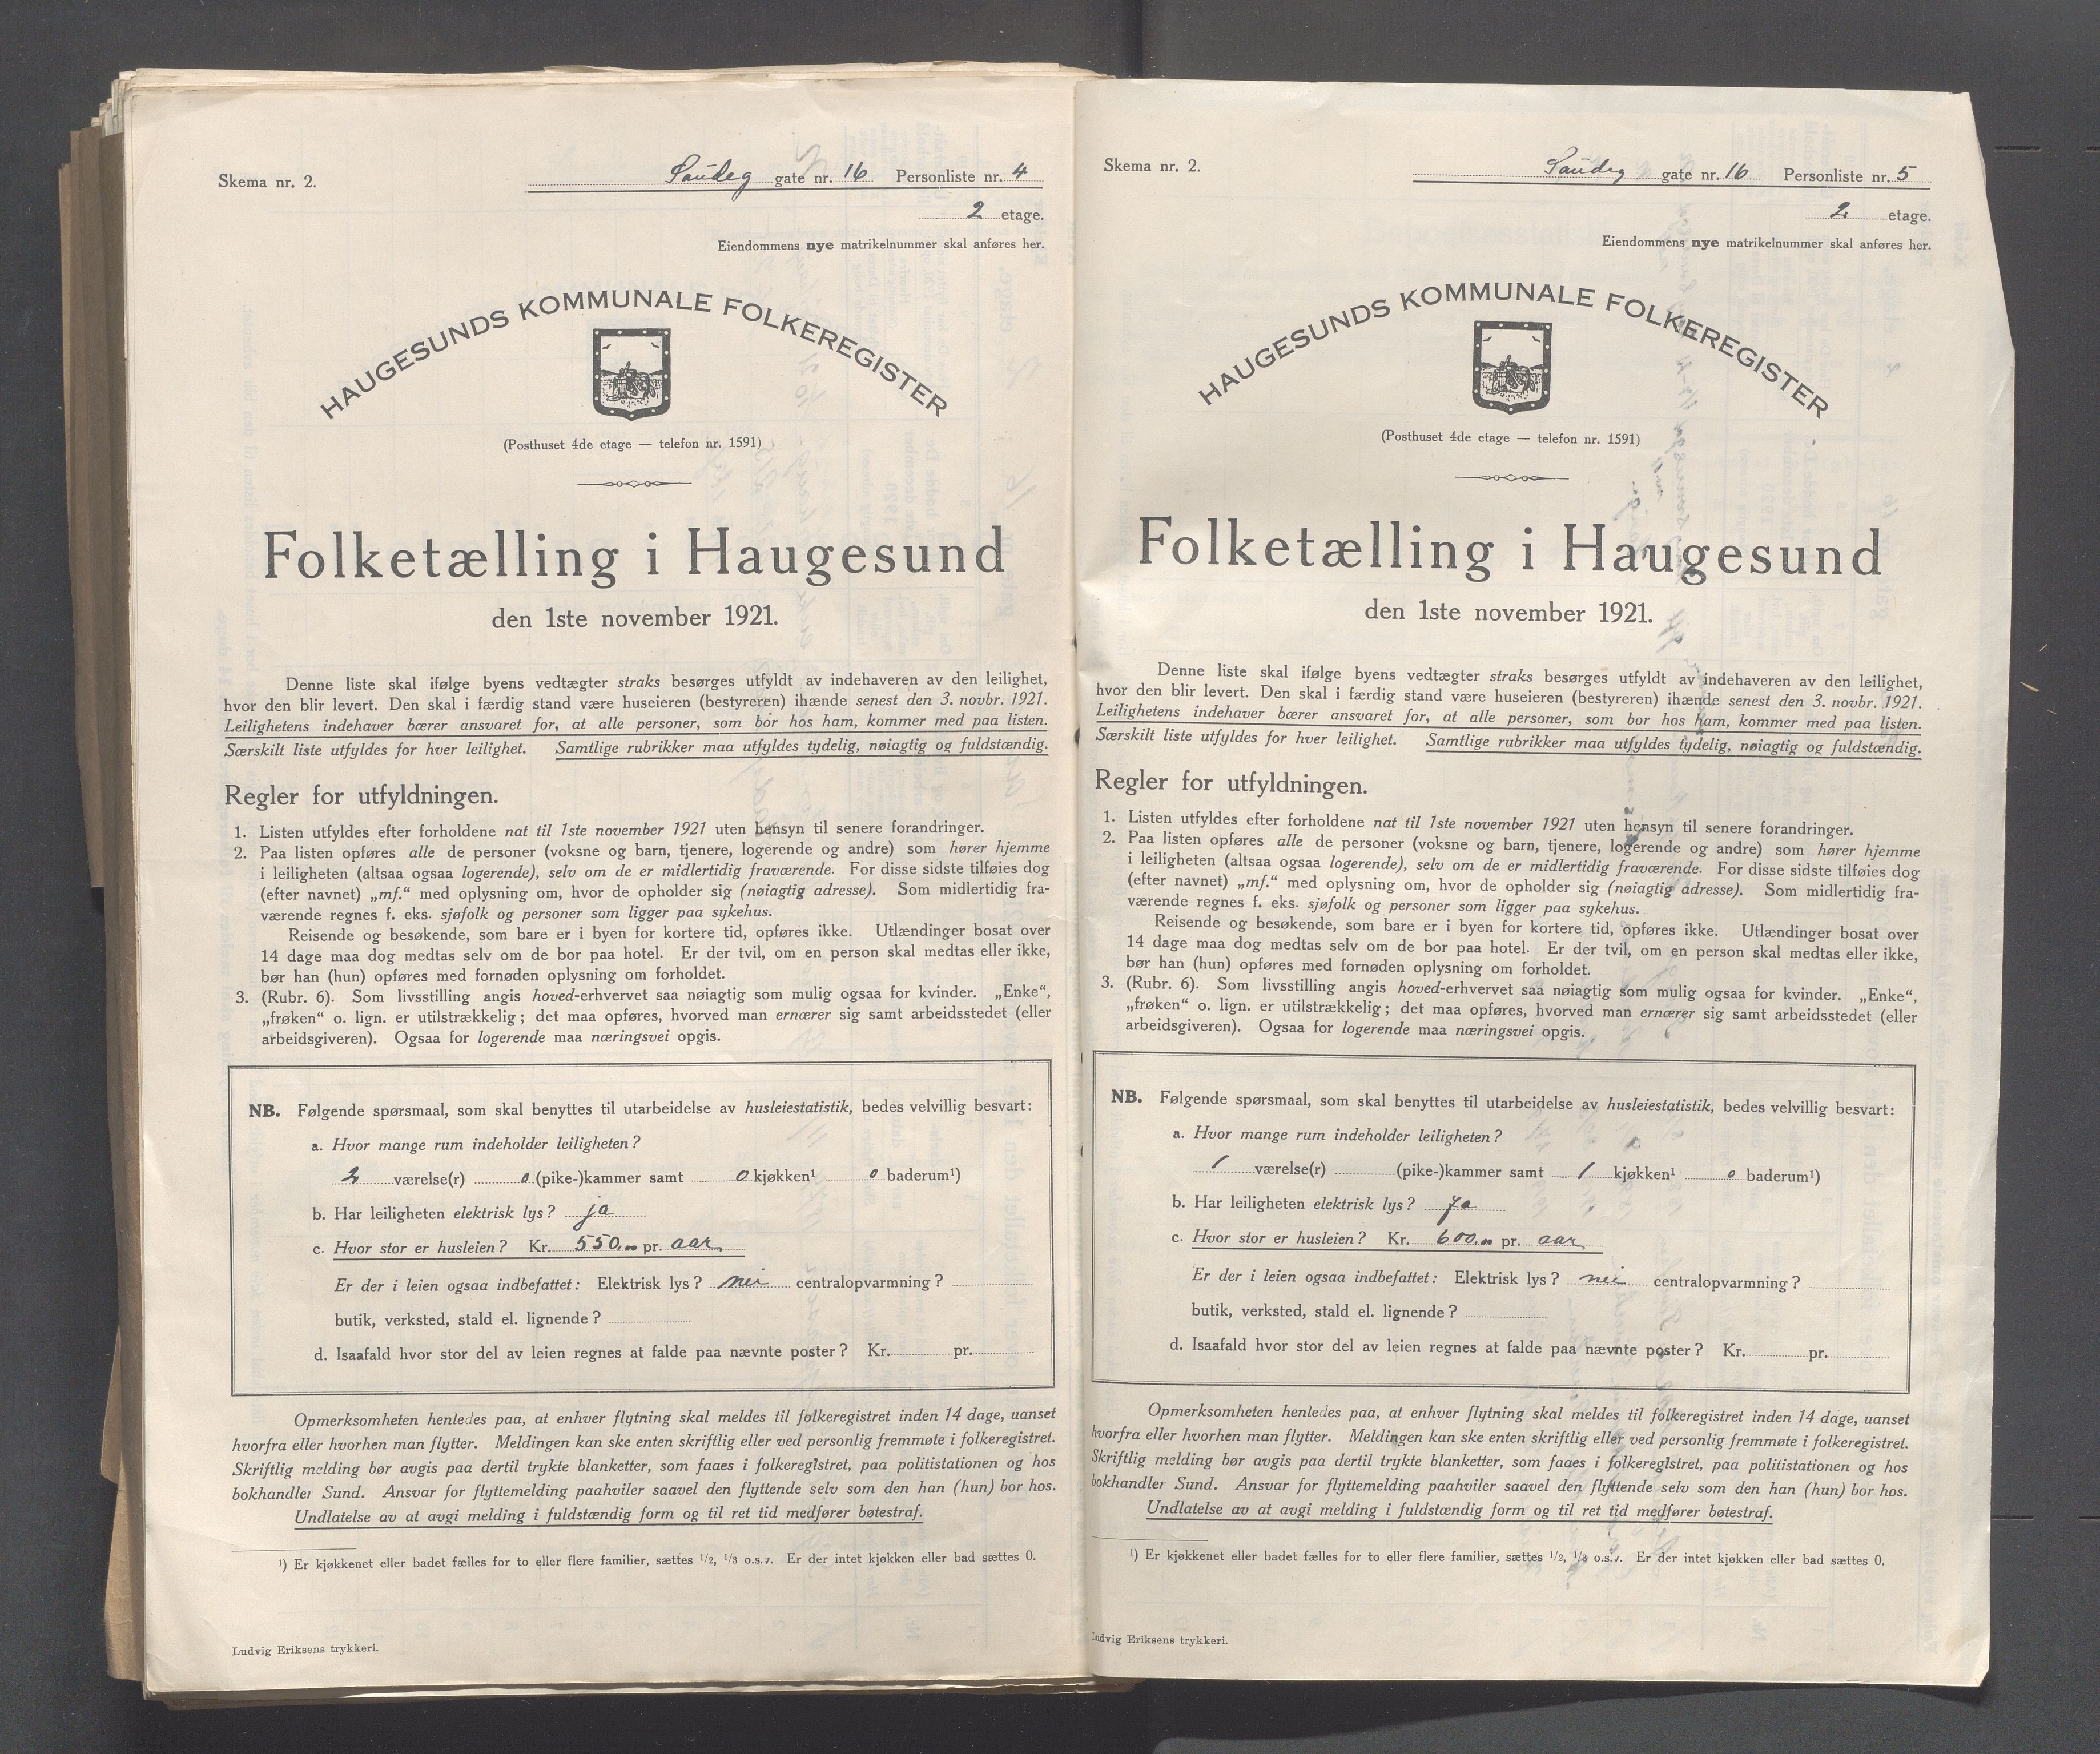 Skema nr. 2.
Saudeg gate nr. 16 Personliste nr. 4
2 etage.
Eiendommens nye matrikelnummer skal anføres her.
HAUGESUNDS KOMMUNALE FOLKEREGISTER
(Posthuset 4de etage — telefon nr. 1591)
Folketælling i Haugesund
den 1ste november 1921.
Denne liste skal ifølge byens vedtægter straks besørges utfyldt av indehaveren av den leilighet,
hvor den blir levert. Den skal i færdig stand være huseieren (bestyreren) ihænde senest den 3. novbr. 1921.
Leilighetens indehaver bærer ansvaret for, at alle personer, som bor hos ham, kommer med paa listen.
Særskilt liste utfyldes for hver leilighet. Samtlige rubrikker maa utfyldes tydelig, nøiagtig og fuldstændig.
Regler for utfyldningen.
1. Listen utfyldes efter forholdene nat til 1ste november 1921 uten hensyn til senere forandringer.
2. Paa listen opføres alle de personer (voksne og barn, tjenere, logerende og andre) som hører hjemme
i leiligheten (altsaa ogsaa logerende), selv om de er midlertidig fraværende. For disse sidste tilføies dog
(efter navnet) „mf.“ med oplysning om, hvor de opholder sig (nøiagtig adresse). Som midlertidig fra-
værende regnes f. eks. sjøfolk og personer som ligger paa sykehus.
Reisende og besøkende, som bare er i byen for kortere tid, opføres ikke. Utlændinger bosat over
14 dage maa dog medtas selv om de bor paa hotel. Er der tvil, om en person skal medtas eller ikke,
bør han (hun) opføres med fornøden oplysning om forholdet.
3. (Rubr. 6). Som livsstilling angis hoved-erhvervet saa nøiagtig som mulig ogsaa for kvinder. „Enke“,
„frøken“ o. lign. er utilstrækkelig; det maa opføres, hvorved man ernærer sig samt arbeidsstedet (eller
arbeidsgiveren). Ogsaa for logerende maa næringsvei opgis.
NB. Følgende spørsmaal, som skal benyttes til utarbeidelse av husleiestatistik, bedes velvillig besvart:
a. Hvor mange rum indeholder leiligheten?
2 værelse(r) 0 (pike-)kammer samt 0 kjøkken¹ 0 baderum¹)
b. Har leiligheten elektrisk lys? ja
c. Hvor stor er husleien? Kr. 550.00 pr. aar
Er der i leien ogsaa indbefattet: Elektrisk lys? nei centralopvarmning?
butik, verksted, stald el. lignende?
d. Isaafald hvor stor del av leien regnes at falde paa nævnte poster? Kr. pr.
Opmerksomheten henledes paa, at enhver flytning skal meldes til folkeregistret inden 14 dage, uanset
hvorfra eller hvorhen man flytter. Meldingen kan ske enten skriftlig eller ved personlig fremmøte i folkeregistret.
Skriftlig melding bør avgis paa dertil trykte blanketter, som faaes i folkeregistret, paa politistationen og hos
bokhandler Sund. Ansvar for flyttemelding paahviler saavel den flyttende selv som den han (hun) bor hos.
Undlatelse av at avgi melding i fuldstændig form og til ret tid medfører bøtestraf.
¹) Er kjøkkenet eller badet fælles for to eller flere familier, sættes 1/2, 1/3 o.s.v. Er der intet kjøkken eller bad sættes 0.
Ludvig Eriksens trykkeri.
Skema nr. 2.
Saudeg gate nr. 16 Personliste nr. 5
2 etage.
Eiendommens nye matrikelnummer skal anføres her.
HAUGESUNDS KOMMUNALE FOLKEREGISTER
(Posthuset 4de etage — telefon nr. 1591)
Folketælling i Haugesund
den 1ste november 1921.
Denne liste skal ifølge byens vedtægter straks besørges utfyldt av indehaveren av den leilighet,
hvor den blir levert. Den skal i færdig stand være huseieren (bestyreren) ihænde senest den 3. novbr. 1921.
Leilighetens indehaver bærer ansvaret for, at alle personer, som bor hos ham, kommer med paa listen.
Særskilt liste utfyldes for hver leilighet. Samtlige rubrikker maa utfyldes tydelig, nøiagtig og fuldstændig.
Regler for utfyldningen.
1. Listen utfyldes efter forholdene nat til 1ste november 1921 uten hensyn til senere forandringer.
2. Paa listen opføres alle de personer (voksne og barn, tjenere, logerende og andre) som hører hjemme
i leiligheten (altsaa ogsaa logerende), selv om de er midlertidig fraværende. For disse sidste tilføies dog
(efter navnet) „mf.“ med oplysning om, hvor de opholder sig (nøiagtig adresse). Som midlertidig fra-
værende regnes f. eks. sjøfolk og personer som ligger paa sykehus.
Reisende og besøkende, som bare er i byen for kortere tid, opføres ikke. Utlændinger bosat over
14 dage maa dog medtas selv om de bor paa hotel. Er der tvil, om en person skal medtas eller ikke,
bør han (hun) opføres med fornøden oplysning om forholdet.
3. (Rubr. 6). Som livsstilling angis hoved-erhvervet saa nøiagtig som mulig ogsaa for kvinder. „Enke“,
„frøken“ o. lign. er utilstrækkelig; det maa opføres, hvorved man ernærer sig samt arbeidsstedet (eller
arbeidsgiveren). Ogsaa for logerende maa næringsvei opgis.
NB. Følgende spørsmaal, som skal benyttes til utarbeidelse av husleiestatistik, bedes velvillig besvart:
a. Hvor mange rum indeholder leiligheten?
1 værelse(r) (pike-)kammer samt 1 kjøkken¹ 0 baderum¹)
b. Har leiligheten elektrisk lys? ja
c. Hvor stor er husleien? Kr. 600.00 pr. aar
Er der i leien ogsaa indbefattet: Elektrisk lys? nei centralopvarmning?
butik, verksted, stald el. lignende?
d. Isaafald hvor stor del av leien regnes at falde paa nævnte poster? Kr. pr.
Opmerksomheten henledes paa, at enhver flytning skal meldes til folkeregistret inden 14 dage, uanset
hvorfra eller hvorhen man flytter. Meldingen kan ske enten skriftlig eller ved personlig fremmøte i folkeregistret.
Skriftlig melding bør avgis paa dertil trykte blanketter, som faaes i folkeregistret, paa politistationen og hos
bokhandler Sund. Ansvar for flyttemelding paahviler saavel den flyttende selv som den han (hun) bor hos.
Undlatelse av at avgi melding i fuldstændig form og til ret tid medfører bøtestraf.
¹) Er kjøkkenet eller badet fælles for to eller flere familier, sættes 1/2, 1/3 o.s.v. Er der intet kjøkken eller bad sættes 0.
Ludvig Eriksens trykkeri.